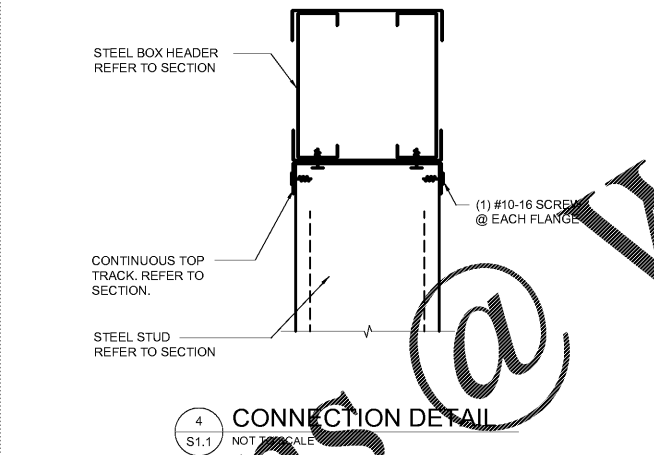 STEEL BOX HEADER
REFER TO SECTION
(1) #10-16 SCREW
@ EACH FLANGE
CONTINUOUS TOP
TRACK. REFER TO
SECTION.
STEEL STUD
REFER TO SECTION
4
S1.1
CONNECTION DETAIL
NOT TO SCALE
s @ V